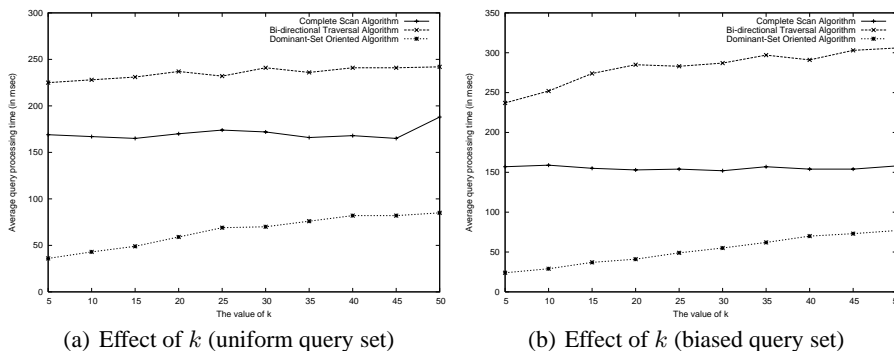 300
250
200
150
100
50
0
Average query processing time (in msec)
Complete Scan Algorithm
Bi-directional Traversal Algorithm
Dominant-Set Oriented Algorithm
5 10 15 20 25 30 35 40 45 50
The value of k
(a) Effect of k (uniform query set)
350
300
250
200
150
100
50
0
Average query processing time (in msec)
Complete Scan Algorithm
Bi-directional Traversal Algorithm
Dominant-Set Oriented Algorithm
5 10 15 20 25 30 35 40 45
The value of k
(b) Effect of k (biased query set)